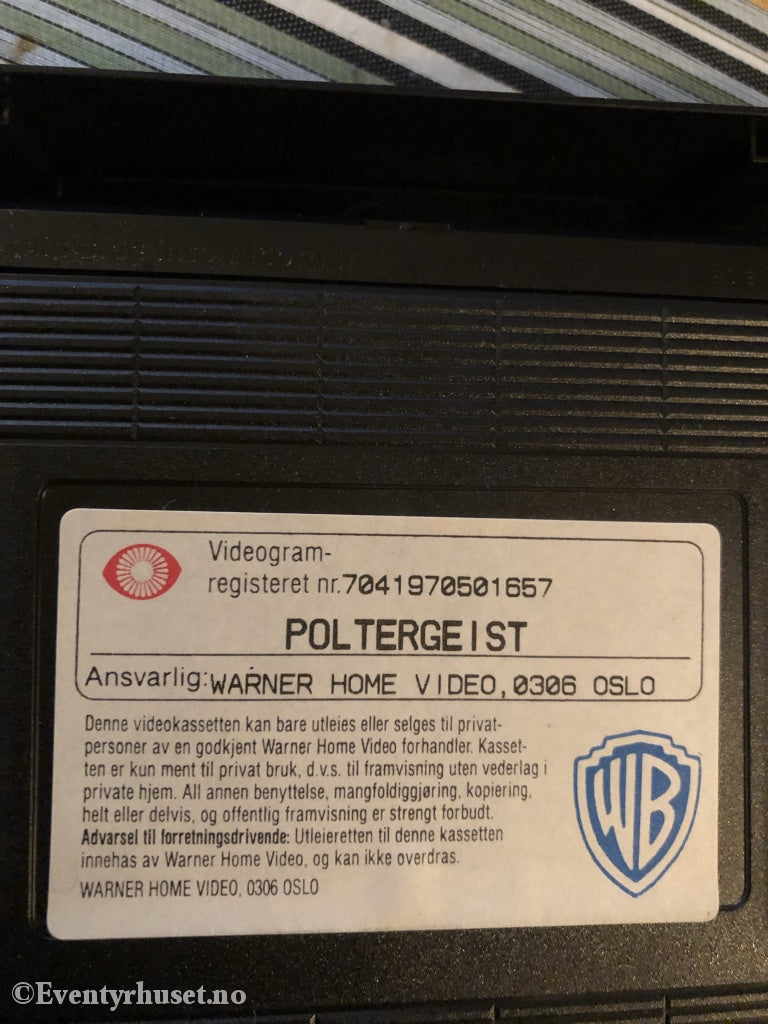 Videogram-
registeret nr.7041970501657
POLTERGEIST
Ansvarlig:WARNER HOME VIDEO,0306 OSLO
Denne videokassetten kan bare utleies eller selges til privat-
personer av en godkjent Warner Home Video forhandler. Kasset-
ten er kun ment til privat bruk, d.v.s. til framvisning uten vederlag i
private hjem. All annen benyttelse, mangfoldiggjøring, kopiering,
helt eller delvis, og offentlig framvisning er strengt forbudt.
Advarsel til forretningsdrivende: Utleieretten til denne kassetten
innehas av Warner Home Video, og kan ikke overdras.
WARNER HOME VIDEO, 0306 OSLO
WB
©Eventyrhuset.no